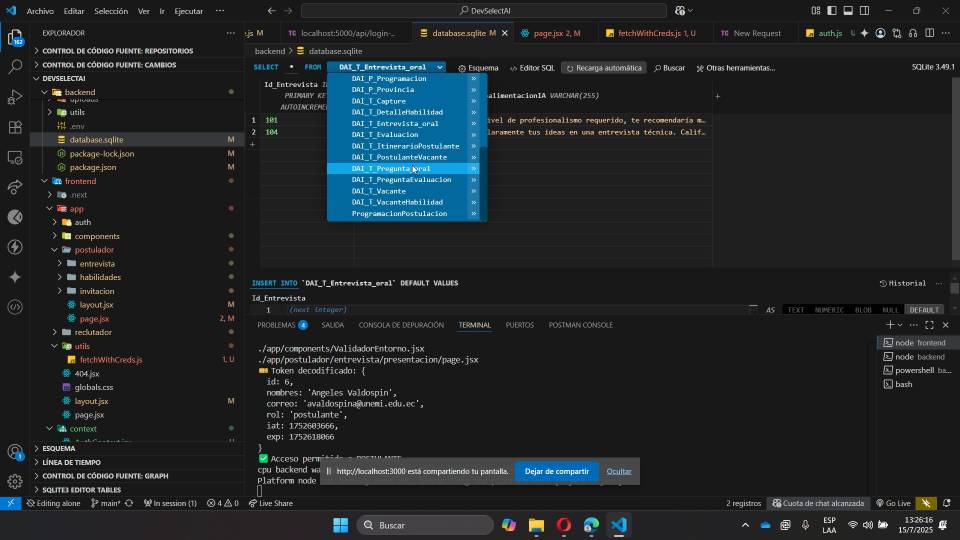 Archivo Editar Selección Ver Ir Ejecutar ···
DevSelectAI
EXPLORADOR
.js M
http://localhost:5000/api/login-...
database.sqlite M
page.jsx 2, M
fetchWithCreds.js 1, U
New Request
auth.js U
backend > database.sqlite
SELECT * FROM DAI_T_Entrevista_oral
Esquema
Editor SQL
Recarga automática
Buscar
Otras herramientas...
SQLite 3.49.1
CONTROL DE CÓDIGO FUENTE: REPOSITORIOS
CONTROL DE CÓDIGO FUENTE: CAMBIOS
DEVSELECTAI
backend
uploads
utils
.env
database.sqlite M
package-lock.json M
package.json M
frontend
.next
app
auth
components
postulador
entrevista
habilidades
invitacion
layout.jsx
page.jsx 2, M
reclutador
utils
fetchWithCreds.js 1, U
404.jsx
globals.css
layout.jsx M
page.jsx
context
ESQUEMA
LÍNEA DE TIEMPO
CONTROL DE CÓDIGO FUENTE: GRAPH
SQLITE3 EDITOR TABLES
Id_Entrevista
PRIMARY KEY
AUTOINCREMENT
alimentacionIA VARCHAR(255)
1 101
ivel de profesionalismo requerido, te recomendaría m…
2 104
laramente tus ideas en una entrevista técnica. Calif…
DAI_P_Programacion »
DAI_P_Provincia »
DAI_T_Capture »
DAI_T_DetalleHabilidad »
DAI_T_Entrevista_oral »
DAI_T_Evaluacion »
DAI_T_ItinerarioPostulante »
DAI_T_PostulanteVacante »
DAI_T_Pregunta_oral »
DAI_T_PreguntaEvaluacion »
DAI_T_Vacante »
DAI_T_VacanteHabilidad »
ProgramacionPostulacion »
INSERT INTO `DAI_T_Entrevista_oral` DEFAULT VALUES
Historial ···
Id_Entrevista
1 (next integer)
AS TEXT NUMERIC BLOB NULL DEFAULT
PROBLEMAS 4 SALIDA CONSOLA DE DEPURACIÓN TERMINAL PUERTOS POSTMAN CONSOLE
./app/components/ValidadorEntorno.jsx
./app/postulador/entrevista/presentacion/page.jsx
Token decodificado: {
id: 6,
nombres: 'Angeles Valdospin',
correo: 'avaldospina@unemi.edu.ec',
rol: 'postulante',
iat: 1752603666,
exp: 1752618066
}
Acceso permitido a POSTULANTE
cpu backend wa
Platform node
node frontend
node backend
powershell ba...
bash
http://localhost:3000 está compartiendo tu pantalla.
Dejar de compartir
Ocultar
Editing alone main* In session (1) 4 0 Live Share
2 registros Cuota de chat alcanzada Go Live
Buscar
ESP
LAA
13:26:16
15/7/2025